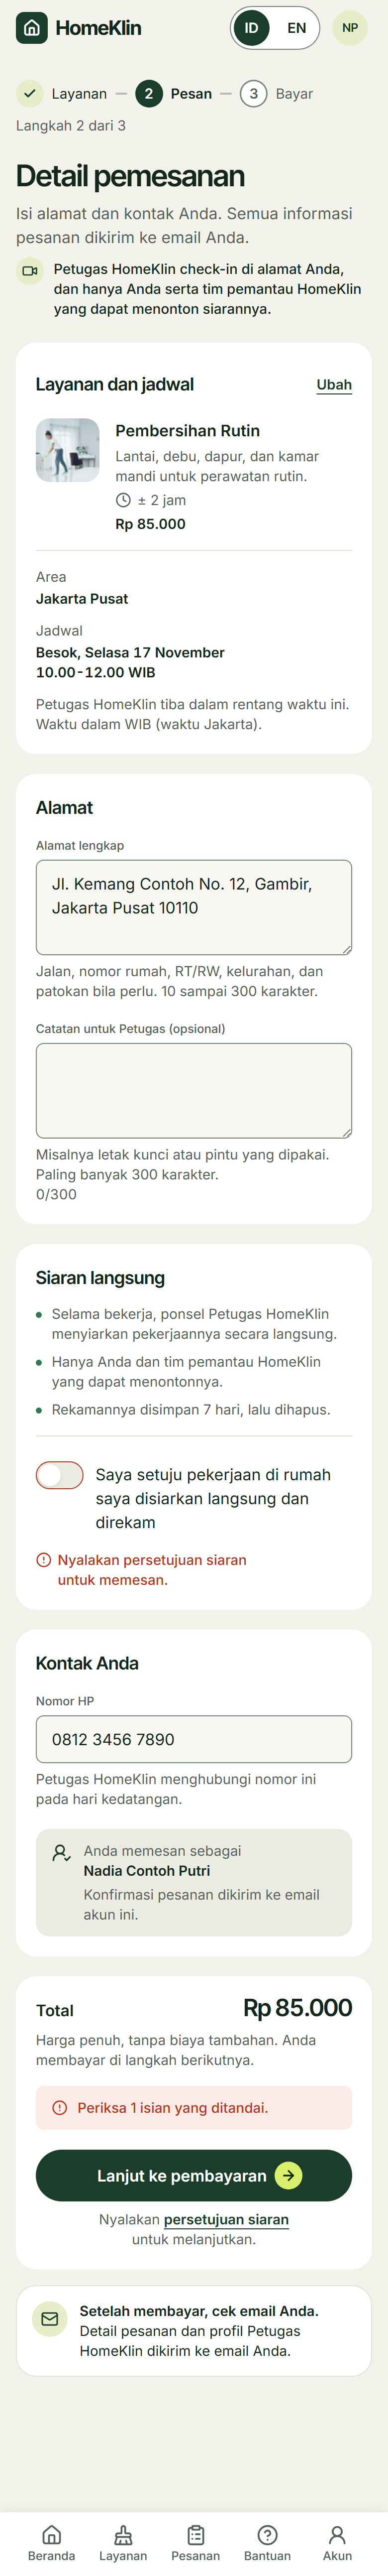 HomeKlin
ID EN NP
Layanan 2 Pesan 3 Bayar
Langkah 2 dari 3
Detail pemesanan
Isi alamat dan kontak Anda. Semua informasi
pesanan dikirim ke email Anda.
Petugas HomeKlin check-in di alamat Anda,
dan hanya Anda serta tim pemantau HomeKlin
yang dapat menonton siarannya.
Layanan dan jadwal Ubah
Pembersihan Rutin
Lantai, debu, dapur, dan kamar
mandi untuk perawatan rutin.
± 2 jam
Rp 85.000
Area
Jakarta Pusat
Jadwal
Besok, Selasa 17 November
10.00-12.00 WIB
Petugas HomeKlin tiba dalam rentang waktu ini.
Waktu dalam WIB (waktu Jakarta).
Alamat
Alamat lengkap
Jl. Kemang Contoh No. 12, Gambir,
Jakarta Pusat 10110
Jalan, nomor rumah, RT/RW, kelurahan, dan
patokan bila perlu. 10 sampai 300 karakter.
Catatan untuk Petugas (opsional)
Misalnya letak kunci atau pintu yang dipakai.
Paling banyak 300 karakter.
0/300
Siaran langsung
Selama bekerja, ponsel Petugas HomeKlin
menyiarkan pekerjaannya secara langsung.
Hanya Anda dan tim pemantau HomeKlin
yang dapat menontonnya.
Rekamannya disimpan 7 hari, lalu dihapus.
Saya setuju pekerjaan di rumah
saya disiarkan langsung dan
direkam
Nyalakan persetujuan siaran
untuk memesan.
Kontak Anda
Nomor HP
0812 3456 7890
Petugas HomeKlin menghubungi nomor ini
pada hari kedatangan.
Anda memesan sebagai
Nadia Contoh Putri
Konfirmasi pesanan dikirim ke email
akun ini.
Total Rp 85.000
Harga penuh, tanpa biaya tambahan. Anda
membayar di langkah berikutnya.
Periksa 1 isian yang ditandai.
Lanjut ke pembayaran
Nyalakan persetujuan siaran
untuk melanjutkan.
Setelah membayar, cek email Anda.
Detail pesanan dan profil Petugas
HomeKlin dikirim ke email Anda.
Beranda Layanan Pesanan Bantuan Akun